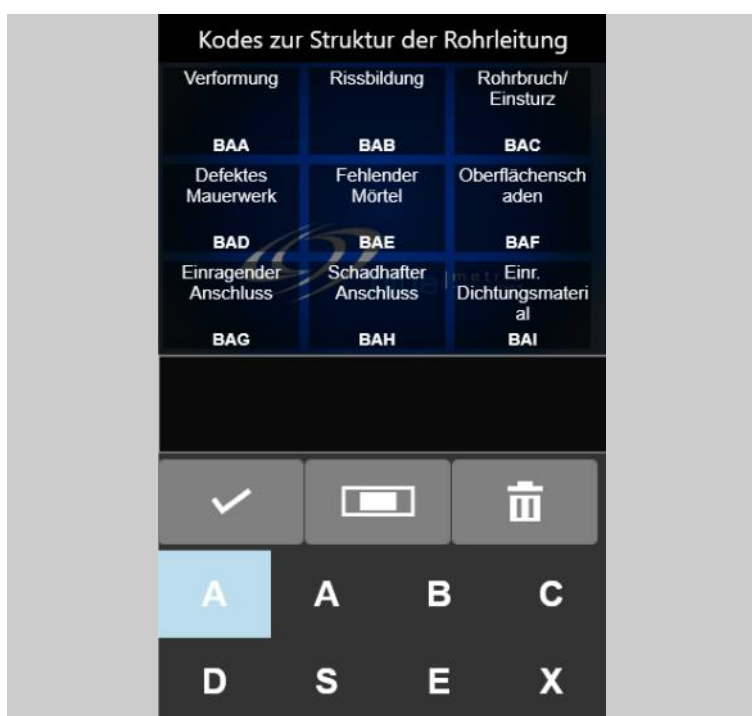 Kodes zur Struktur der Rohrleitung
Verformung
BAA
Rissbildung
BAB
Rohrbruch/
Einsturz
BAC
Defektes
Mauerwerk
BAD
Fehlender
Mörtel
BAE
Oberflächensch
aden
BAF
Einragender
Anschluss
BAG
Schadhafter
Anschluss
BAH
Einr.
Dichtungsmateri
al
BAI
A A B C
D S E X